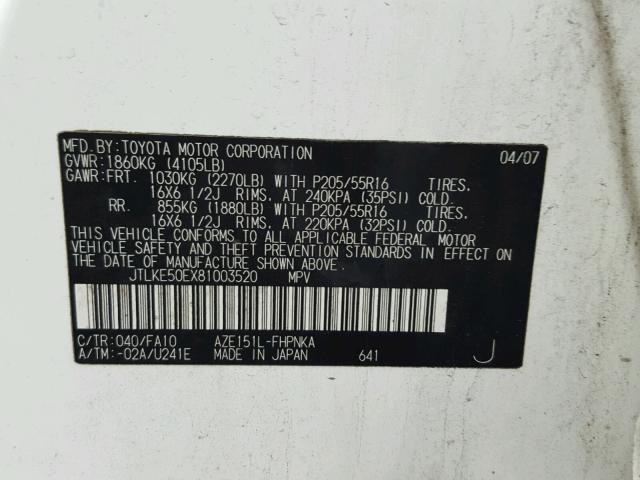 MFD.BY:TOYOTA MOTOR CORPORATION 04/07
GVWR:1860KG (4105LB)
GAWR:FRT. 1030KG (2270LB) WITH P205/55R16 TIRES,
16X6 1/2J RIMS, AT 240KPA (35PSI) COLD.
RR. 855KG (1880LB) WITH P205/55R16 TIRES,
16X6 1/2J RIMS, AT 220KPA (32PSI) COLD.
THIS VEHICLE CONFORMS TO ALL APPLICABLE FEDERAL MOTOR
VEHICLE SAFETY AND THEFT PREVENTION STANDARDS IN EFFECT ON
THE DATE OF MANUFACTURE SHOWN ABOVE.
JTLKE50EX81003520 MPV
C/TR:040/FA10 AZE151L-FHPNKA
A/TM:-02A/U241E MADE IN JAPAN 641 J